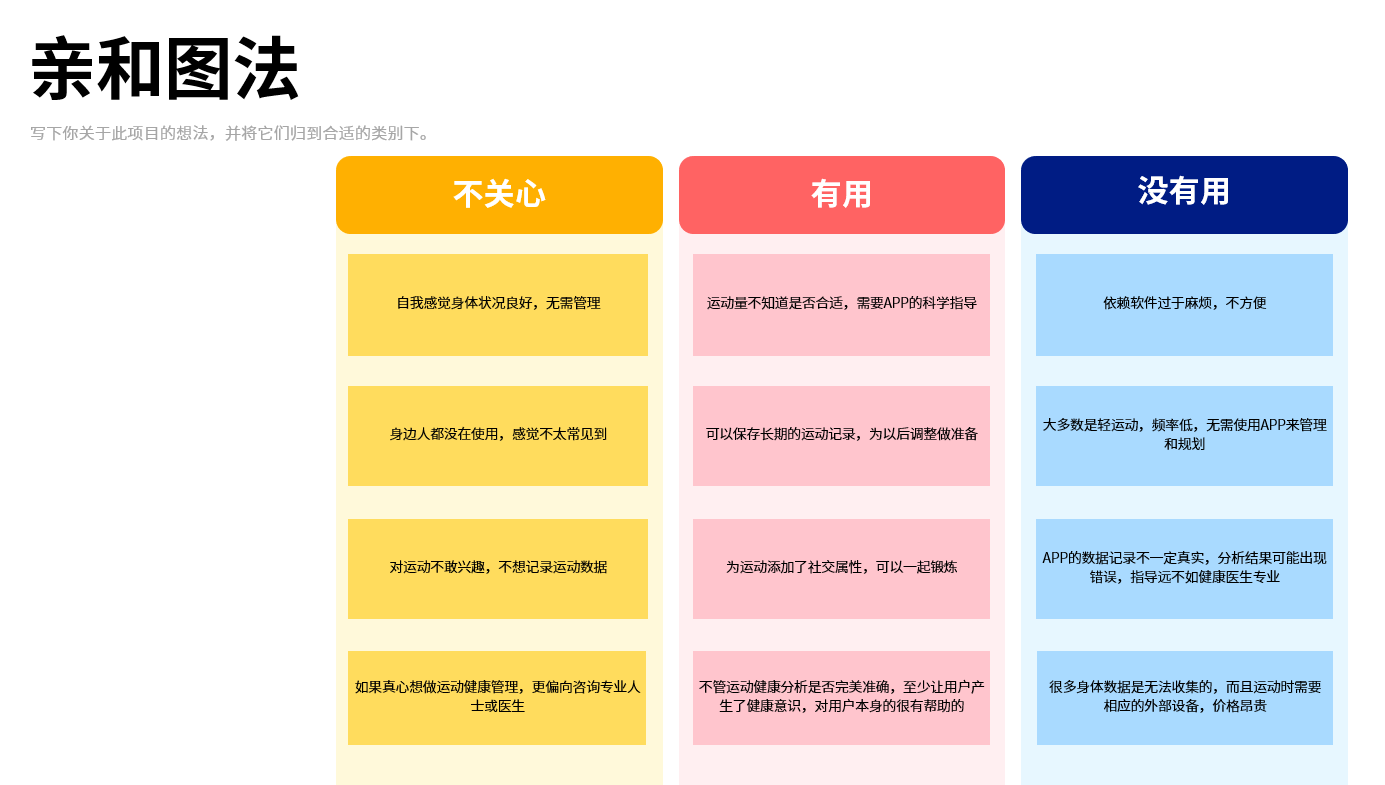 亲和图法
写下你关于此项目的想法，并将它们归到合适的类别下。
不关心
自我感觉身体状况良好，无需管理
身边人都没在使用，感觉不太常见到
对运动不敢兴趣，不想记录运动数据
如果真心想做运动健康管理，更偏向咨询专业人
士或医生
有用
运动量不知道是否合适，需要APP的科学指导
可以保存长期的运动记录，为以后调整做准备
为运动添加了社交属性，可以一起锻炼
不管运动健康分析是否完美准确，至少让用户产
生了健康意识，对用户本身的很有帮助的
没有用
依赖软件过于麻烦，不方便
大多数是轻运动，频率低，无需使用APP来管理
和规划
APP的数据记录不一定真实，分析结果可能出现
错误，指导远不如健康医生专业
很多身体数据是无法收集的，而且运动时需要
相应的外部设备，价格昂贵